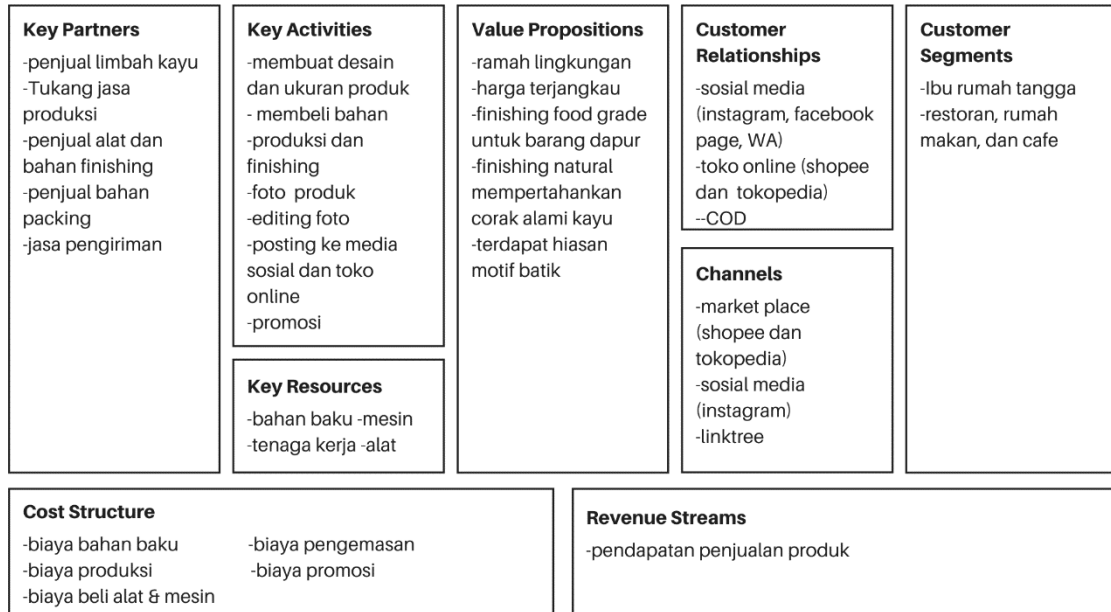 Key Partners
-penjual limbah kayu
-Tukang jasa
produksi
-penjual alat dan
bahan finishing
-penjual bahan
packing
-jasa pengiriman
Key Activities
-membuat desain
dan ukuran produk
- membeli bahan
-produksi dan
finishing
-foto produk
-editing foto
-posting ke media
sosial dan toko
online
-promosi
Key Resources
-bahan baku -mesin
-tenaga kerja -alat
Value Propositions
-ramah lingkungan
-harga terjangkau
-finishing food grade
untuk barang dapur
-finishing natural
mempertahankan
corak alami kayu
-terdapat hiasan
motif batik
Customer
Relationships
-sosial media
(instagram, facebook
page, WA)
-toko online (shopee
dan tokopedia)
--COD
Channels
-market place
(shopee dan
tokopedia)
-sosial media
(instagram)
-linktree
Customer
Segments
-Ibu rumah tangga
-restoran, rumah
makan, dan cafe
Cost Structure
-biaya bahan baku -biaya pengemasan
-biaya produksi -biaya promosi
-biaya beli alat & mesin
Revenue Streams
-pendapatan penjualan produk